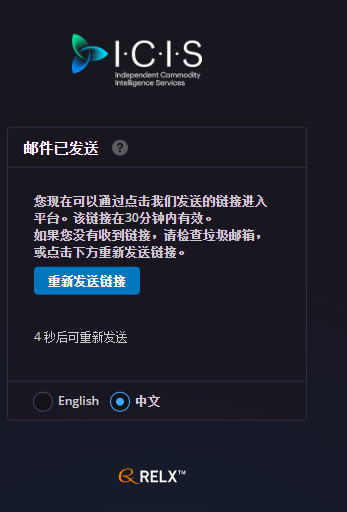 I·C·I·S
Independent Commodity
Intelligence Services
邮件已发送 ?
您现在可以通过点击我们发送的链接进入
平台。该链接在30分钟内有效。
如果您没有收到链接，请检查垃圾邮箱，
或点击下方重新发送链接。
重新发送链接
4 秒后可重新发送
English 中文
RELX™